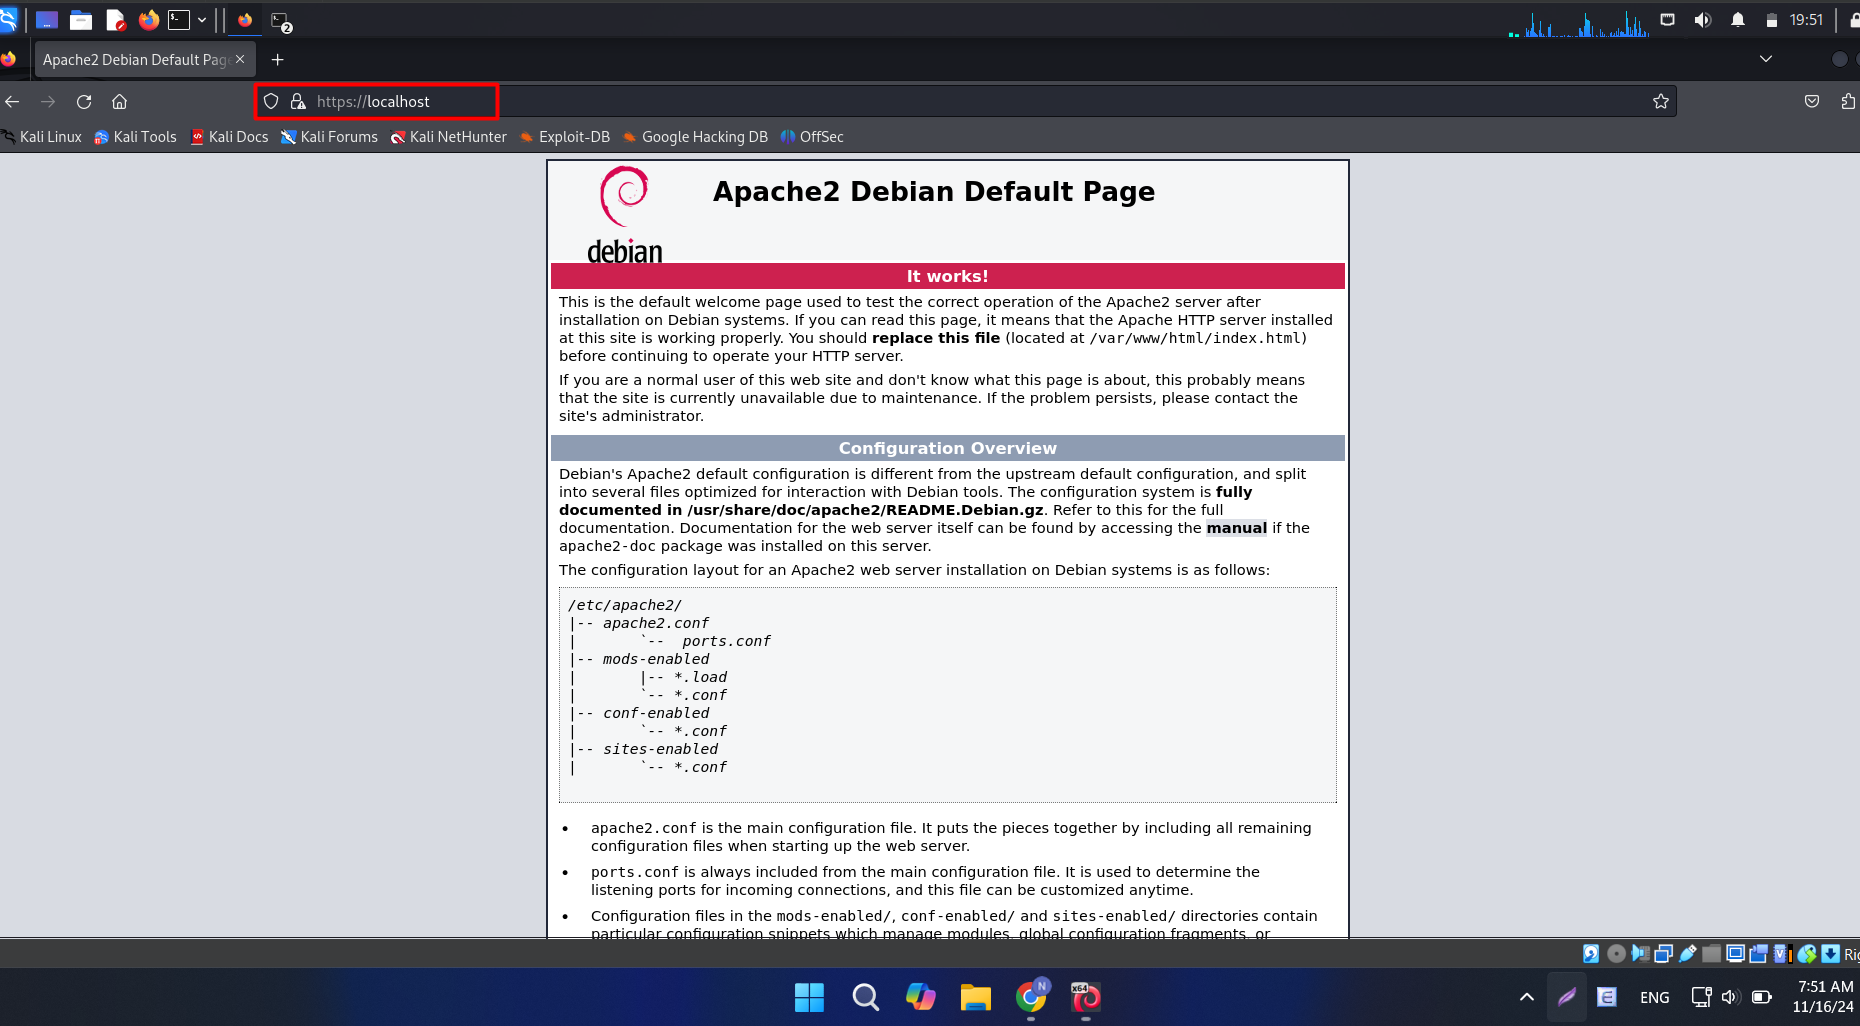 2
19:51
Apache2 Debian Default Pag
https://localhost
Kali Linux
Kali Tools
Kali Docs
Kali Forums
Kali NetHunter
Exploit-DB
Google Hacking DB
OffSec
debian
Apache2 Debian Default Page
It works!
This is the default welcome page used to test the correct operation of the Apache2 server after
installation on Debian systems. If you can read this page, it means that the Apache HTTP server installed
at this site is working properly. You should replace this file (located at /var/www/html/index.html)
before continuing to operate your HTTP server.
If you are a normal user of this web site and don't know what this page is about, this probably means
that the site is currently unavailable due to maintenance. If the problem persists, please contact the
site's administrator.
Configuration Overview
Debian's Apache2 default configuration is different from the upstream default configuration, and split
into several files optimized for interaction with Debian tools. The configuration system is fully
documented in /usr/share/doc/apache2/README.Debian.gz. Refer to this for the full
documentation. Documentation for the web server itself can be found by accessing the manual if the
apache2-doc package was installed on this server.
The configuration layout for an Apache2 web server installation on Debian systems is as follows:
/etc/apache2/
|-- apache2.conf
|       `--  ports.conf
|-- mods-enabled
|       |-- *.load
|       `-- *.conf
|-- conf-enabled
|       `-- *.conf
|-- sites-enabled
|       `-- *.conf
• apache2.conf is the main configuration file. It puts the pieces together by including all remaining
configuration files when starting up the web server.
• ports.conf is always included from the main configuration file. It is used to determine the
listening ports for incoming connections, and this file can be customized anytime.
• Configuration files in the mods-enabled/, conf-enabled/ and sites-enabled/ directories contain
particular configuration snippets which manage modules, global configuration fragments, or
Rig
N
x64
ENG
7:51 AM
11/16/24